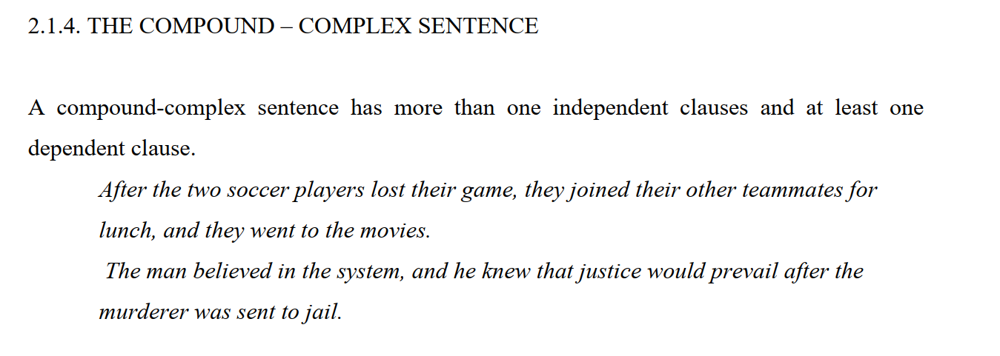 2.1.4. THE COMPOUND – COMPLEX SENTENCE
A compound-complex sentence has more than one independent clauses and at least one
dependent clause.
After the two soccer players lost their game, they joined their other teammates for
lunch, and they went to the movies.
The man believed in the system, and he knew that justice would prevail after the
murderer was sent to jail.